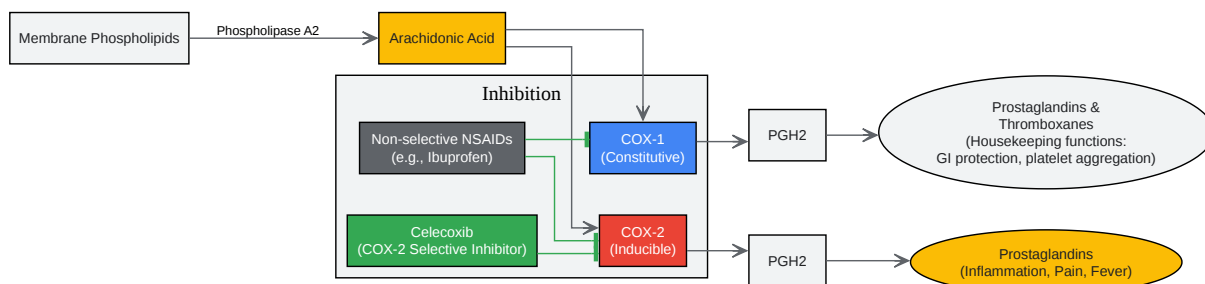 Membrane Phospholipids
Phospholipase A2
Arachidonic Acid
Inhibition
Non-selective NSAIDs
(e.g., Ibuprofen)
COX-1
(Constitutive)
PGH2
Prostaglandins &
Thromboxanes
(Housekeeping functions:
GI protection, platelet aggregation)
Celecoxib
(COX-2 Selective Inhibitor)
COX-2
(Inducible)
PGH2
Prostaglandins
(Inflammation, Pain, Fever)